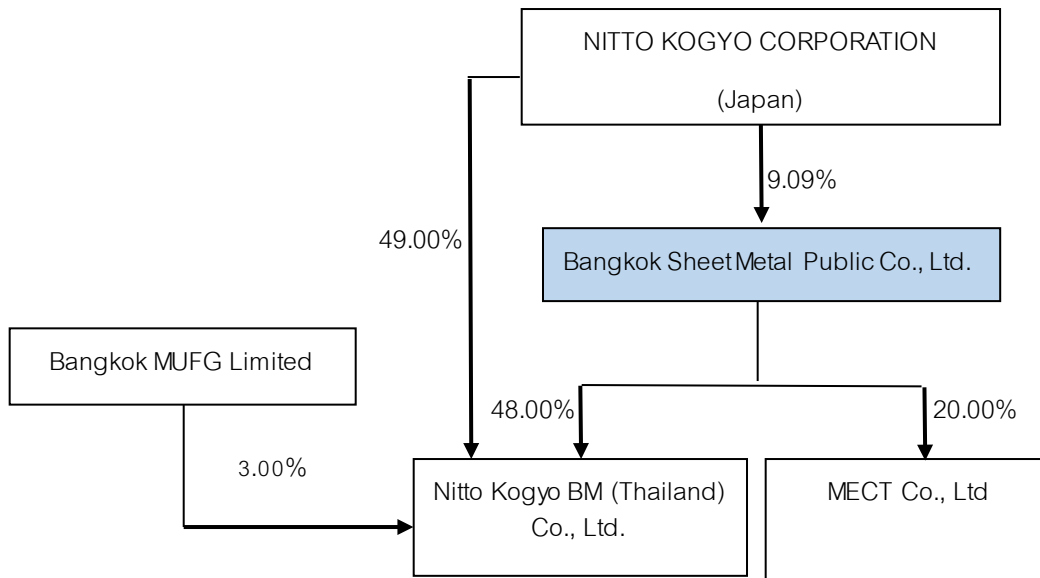 NITTO KOGYO CORPORATION
(Japan)
9.09%
49.00%
Bangkok Sheet Metal Public Co., Ltd.
Bangkok MUFG Limited
48.00%
20.00%
3.00%
Nitto Kogyo BM (Thailand)
Co., Ltd.
MECT Co., Ltd